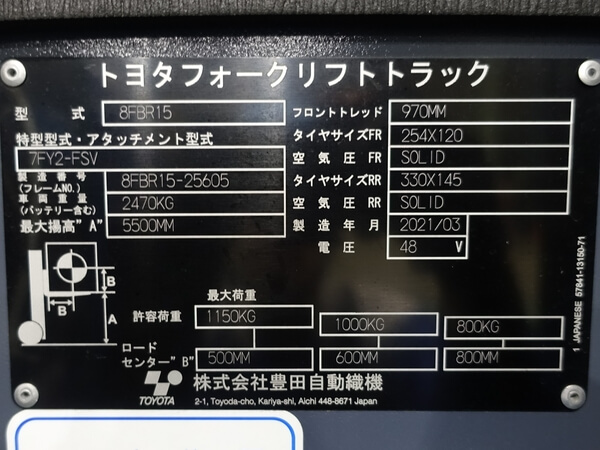 トヨタフォークリフトトラック
型 式 8FBR15 フロントトレッド 970MM
特型型式・アタッチメント型式 タイヤサイズFR 254X120
7FY2-FSV 空気圧 FR SOLID
製造番号 (フレームNO.) 8FBR15-25605 タイヤサイズRR 330X145
車両重量 (バッテリー含む) 2470KG 空気圧 RR SOLID
最大揚高"A" 5500MM 製造年月 2021/03
電圧 48 V
B
B
A
最大荷重
許容荷重 1150KG 1000KG 800KG
ロード
センター"B" 500MM 600MM 800MM
TOYOTA 株式会社豊田自動織機
2-1, Toyoda-cho, Kariya-shi, Aichi 448-8671 Japan
1 JAPANESE 57841-13150-71